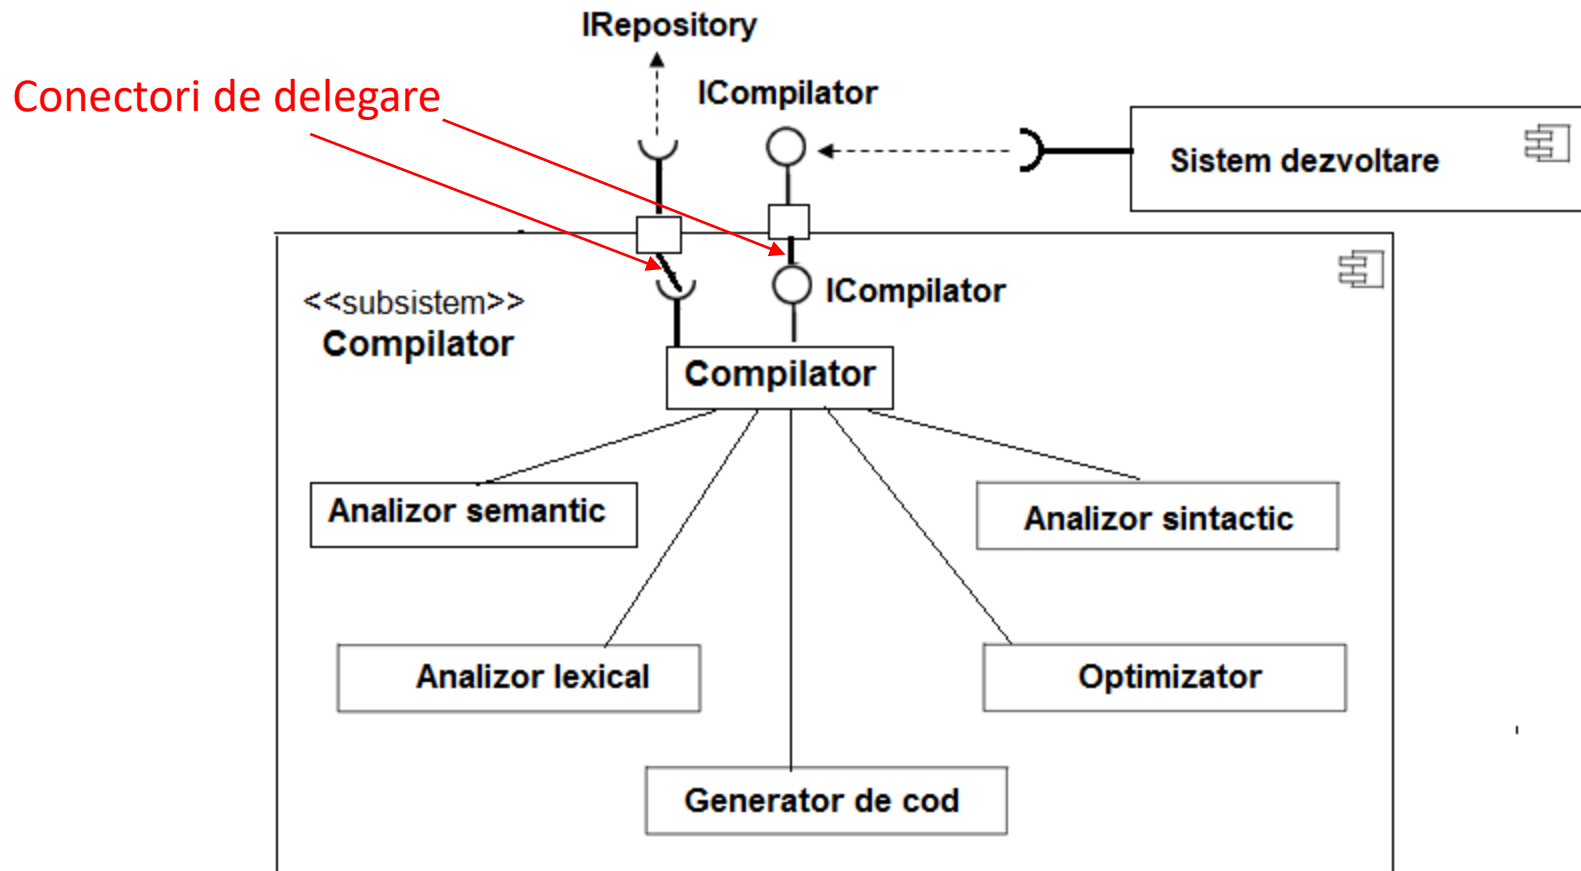 IRepository
Conectori de delegare
ICompilator
Sistem dezvoltare
ICompilator
<<subsistem>>
Compilator
Compilator
Analizor semantic
Analizor sintactic
Analizor lexical
Optimizator
Generator de cod